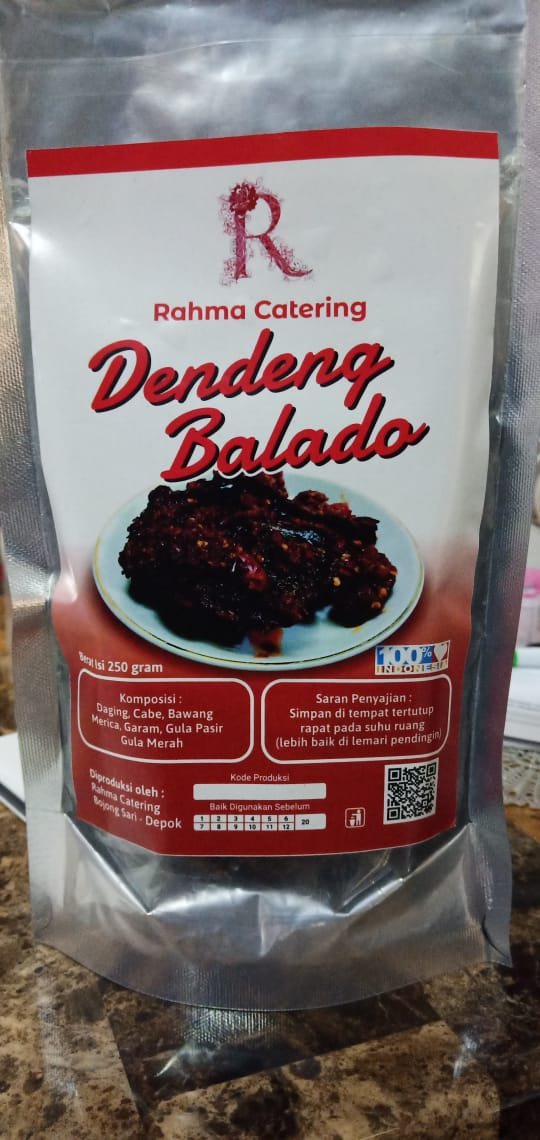 R
Rahma Catering
Dendeng
Balado
Berat Isi 250 gram
100%
INDONESIA
Komposisi :
Daging, Cabe, Bawang
Merica, Garam, Gula Pasir
Gula Merah
Saran Penyajian :
Simpan di tempat tertutup
rapat pada suhu ruang
(lebih baik di lemari pendingin)
Diproduksi oleh :
Rahma Catering
Bojong Sari - Depok
Kode Produksi
Baik Digunakan Sebelum
1 2 3 4 5 6 20
7 8 9 10 11 12